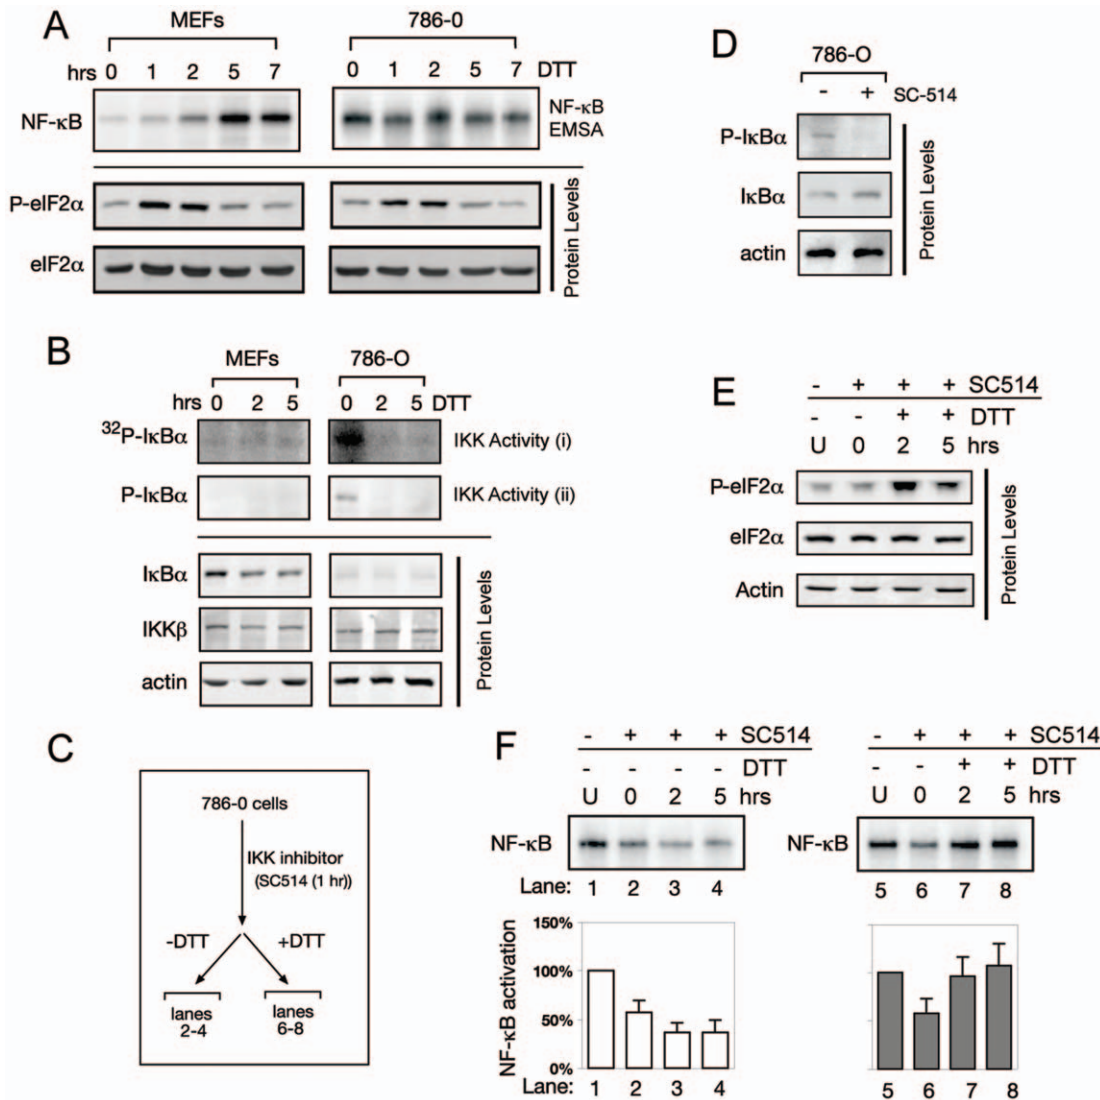 A
MEFs
786-0
hrs 0 1 2 5 7
0 1 2 5 7 DTT
NF-κB
NF-κB
EMSA
P-eIF2α
eIF2α
Protein Levels
B
MEFs
786-O
hrs 0 2 5
0 2 5 DTT
32P-IκBα
IKK Activity (i)
P-IκBα
IKK Activity (ii)
IκBα
IKKβ
actin
Protein Levels
C
786-0 cells
IKK inhibitor
(SC514 (1 hr))
-DTT
+DTT
lanes
2-4
lanes
6-8
D
786-O
- + SC-514
P-IκBα
IκBα
actin
Protein Levels
E
- + + + SC514
- - + + DTT
U 0 2 5 hrs
P-eIF2α
eIF2α
Actin
Protein Levels
F
- + + + SC514
- - - - DTT
U 0 2 5 hrs
NF-κB
Lane: 1 2 3 4
NF-κB activation
150%
100%
50%
0%
Lane: 1 2 3 4
- + + + SC514
- - + + DTT
U 0 2 5 hrs
NF-κB
5 6 7 8
5 6 7 8